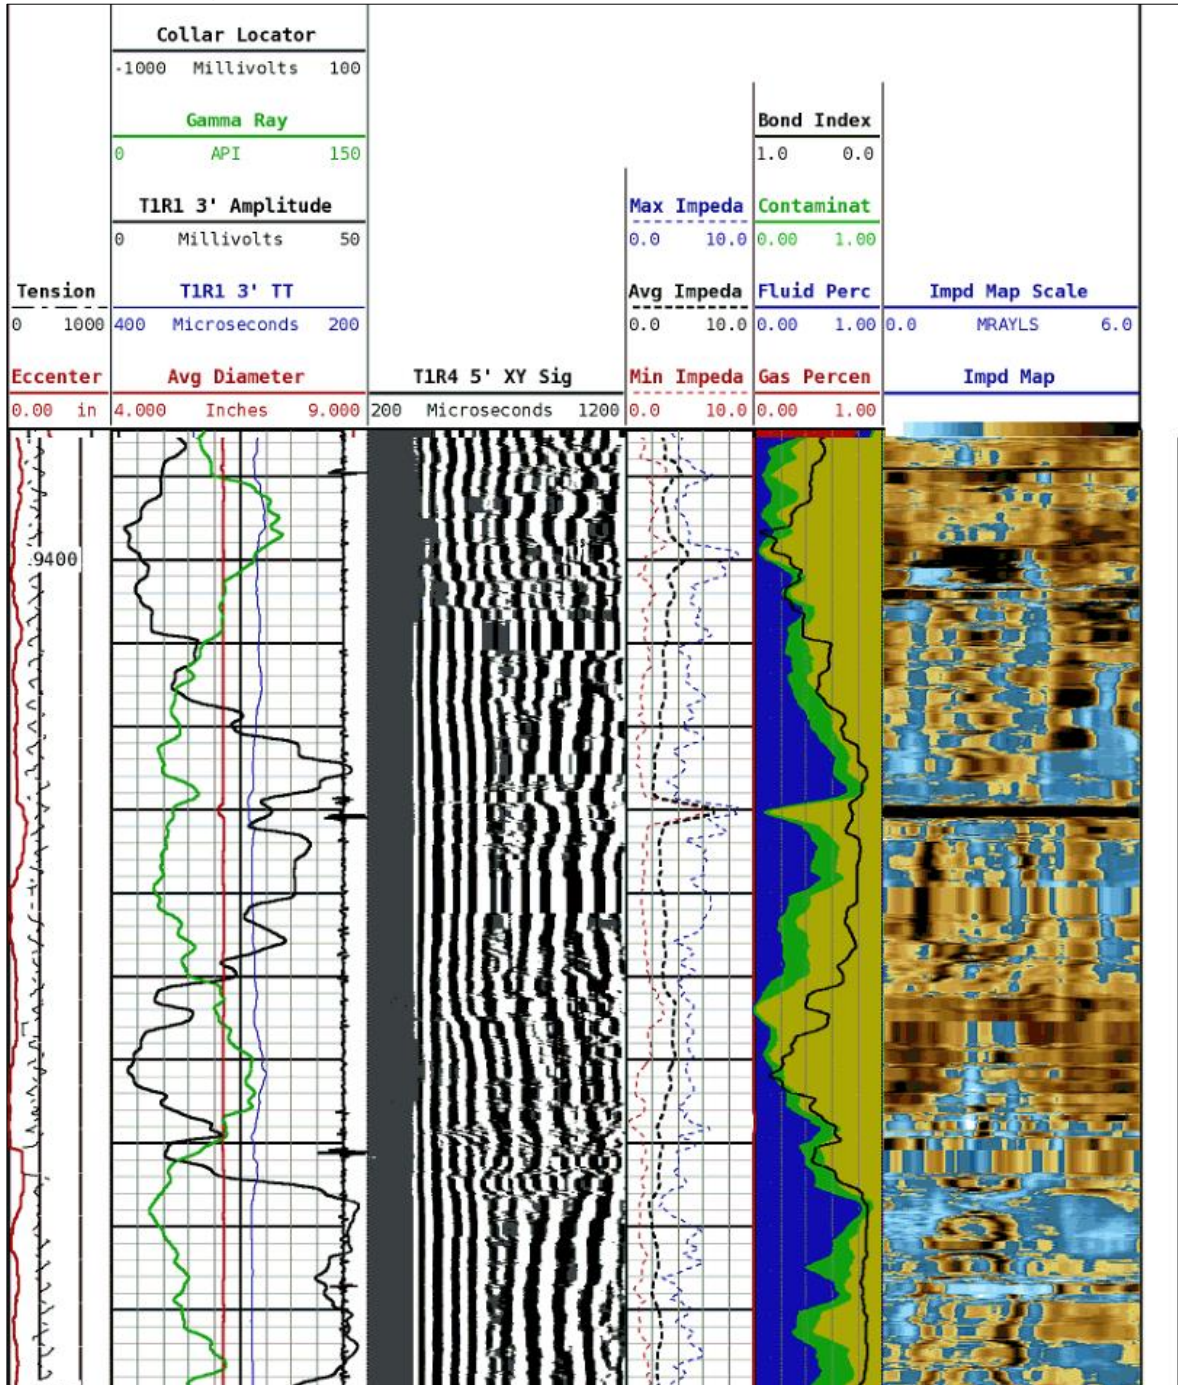 Collar Locator
-1000 Millivolts 100
Gamma Ray
0 API 150
T1R1 3' Amplitude
0 Millivolts 50
T1R1 3' TT
400 Microseconds 200
Avg Diameter
4.000 Inches 9.000
Tension
0 1000
Eccenter
0.00 in
T1R4 5' XY Sig
200 Microseconds 1200
Max Impeda
0.0 10.0
Avg Impeda
0.0 10.0
Min Impeda
0.0 10.0
Bond Index
1.0 0.0
Contaminat
0.00 1.00
Fluid Perc
0.00 1.00
Gas Percen
0.00 1.00
Impd Map Scale
0.0 MRAYLS 6.0
Impd Map
9400